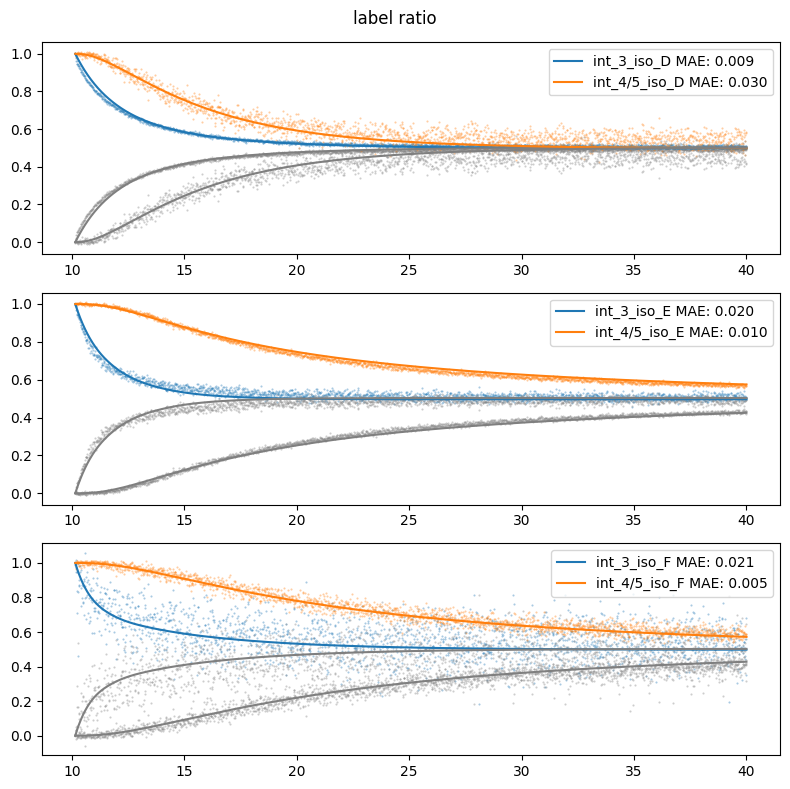 label ratio
1.0
0.8
0.6
0.4
0.2
0.0
int_3_iso_D MAE: 0.009
int_4/5_iso_D MAE: 0.030
10 15 20 25 30 35 40
1.0
0.8
0.6
0.4
0.2
0.0
int_3_iso_E MAE: 0.020
int_4/5_iso_E MAE: 0.010
10 15 20 25 30 35 40
1.0
0.8
0.6
0.4
0.2
0.0
int_3_iso_F MAE: 0.021
int_4/5_iso_F MAE: 0.005
10 15 20 25 30 35 40